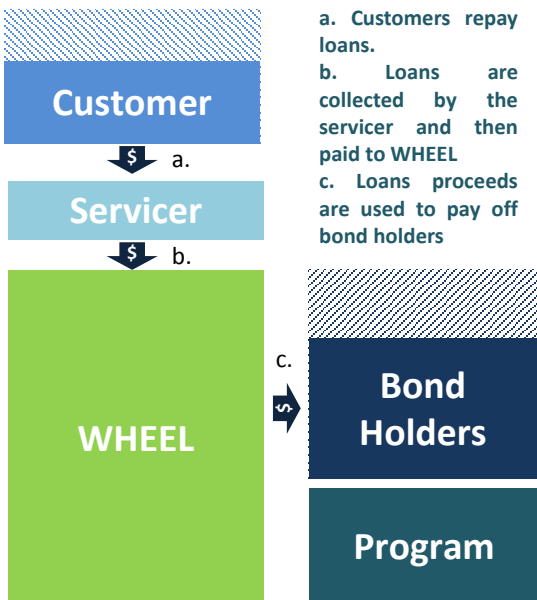 Customer
$ a.
Servicer
$ b.
WHEEL
a. Customers repay
loans.
b. Loans are
collected by the
servicer and then
paid to WHEEL
c. Loans proceeds
are used to pay off
bond holders
c.
$
Bond
Holders
Program